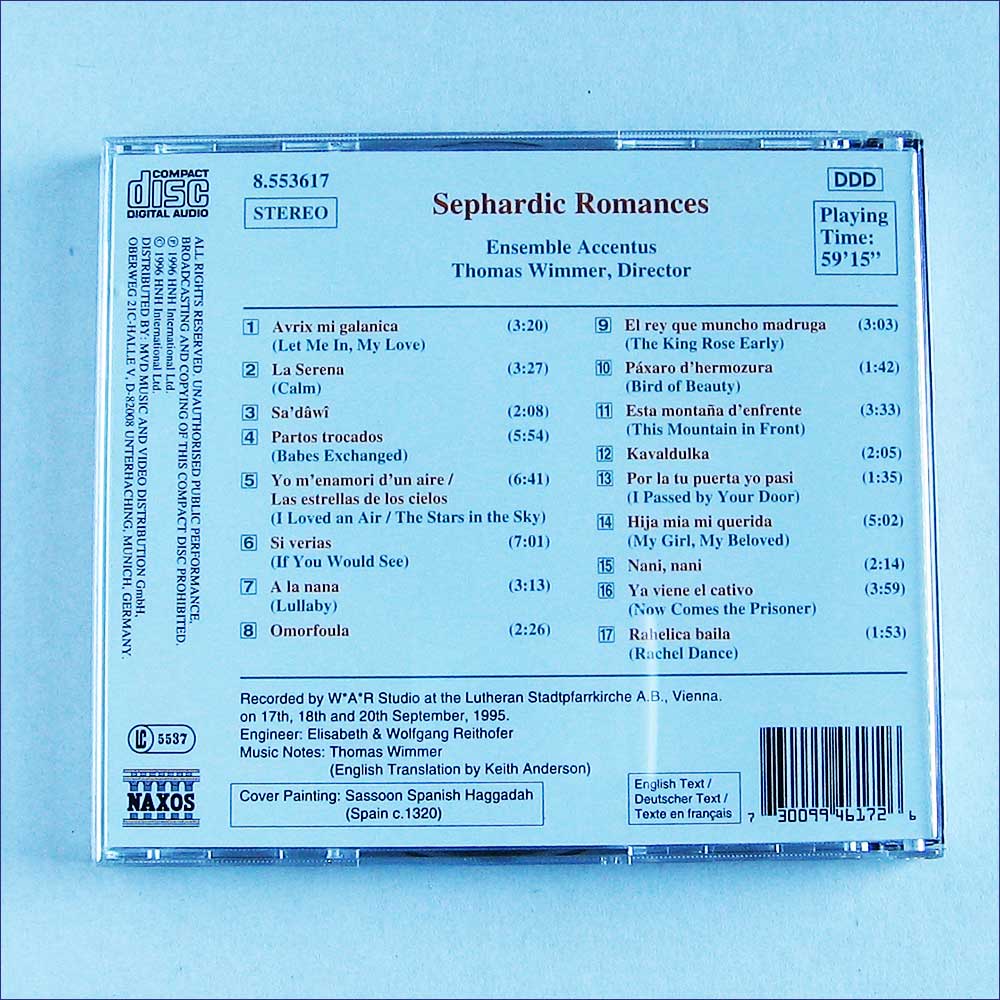 COMPACT
disc
DIGITAL AUDIO
8.553617
STEREO
Sephardic Romances
Ensemble Accentus
Thomas Wimmer, Director
DDD
Playing
Time:
59'15”
ALL RIGHTS RESERVED. UNAUTHORISED PUBLIC PERFORMANCE,
BROADCASTING AND COPYING OF THIS COMPACT DISC PROHIBITED.
℗ 1996 HNH International Ltd.
© 1996 HNH International Ltd.
DISTRIBUTED BY: MVD MUSIC AND VIDEO DISTRIBUTION GmbH,
OBERWEG 21C-HALLE V, D-82008 UNTERHACHING, MUNICH, GERMANY.
1 Avrix mi galanica (3:20)
(Let Me In, My Love)
2 La Serena (3:27)
(Calm)
3 Sa'dâwî (2:08)
4 Partos trocados (5:54)
(Babes Exchanged)
5 Yo m'enamori d'un aire / (6:41)
Las estrellas de los cielos
(I Loved an Air / The Stars in the Sky)
6 Si verias (7:01)
(If You Would See)
7 A la nana (3:13)
(Lullaby)
8 Omorfoula (2:26)
9 El rey que muncho madruga (3:03)
(The King Rose Early)
10 Páxaro d'hermozura (1:42)
(Bird of Beauty)
11 Esta montaña d'enfrente (3:33)
(This Mountain in Front)
12 Kavaldulka (2:05)
13 Por la tu puerta yo pasi (1:35)
(I Passed by Your Door)
14 Hija mia mi querida (5:02)
(My Girl, My Beloved)
15 Nani, nani (2:14)
16 Ya viene el cativo (3:59)
(Now Comes the Prisoner)
17 Rahelica baila (1:53)
(Rachel Dance)
Recorded by W*A*R Studio at the Lutheran Stadtpfarrkirche A.B., Vienna.
on 17th, 18th and 20th September, 1995.
Engineer: Elisabeth & Wolfgang Reithofer
Music Notes: Thomas Wimmer
(English Translation by Keith Anderson)
Cover Painting: Sassoon Spanish Haggadah
(Spain c.1320)
LC 5537
NAXOS
English Text /
Deutscher Text /
Texte en français
7 30099 46172 6